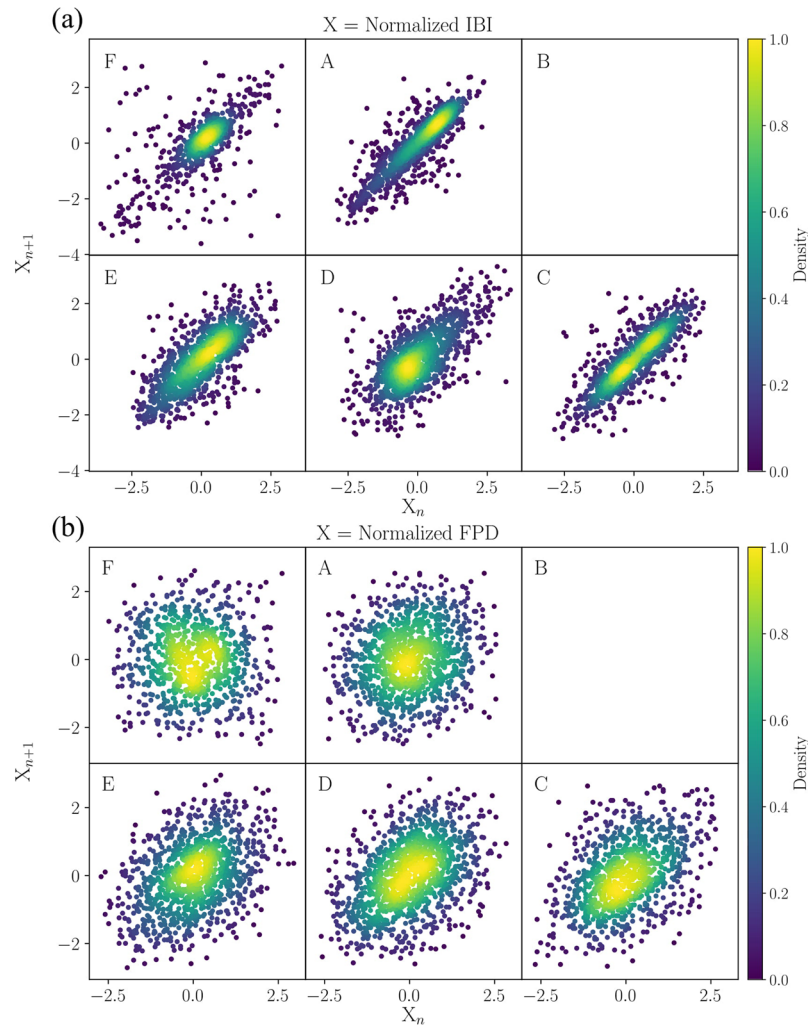 (a)
X = Normalized IBI
F
A
B
E
D
C
2
0
−2
−4
2
0
−2
−4
X_{n+1}
−2.5 0.0 2.5
−2.5 0.0 2.5
−2.5 0.0 2.5
X_n
1.0
0.8
0.6
0.4
0.2
0.0
Density
(b)
X = Normalized FPD
F
A
B
E
D
C
2
0
−2
2
0
−2
X_{n+1}
−2.5 0.0 2.5
−2.5 0.0 2.5
−2.5 0.0 2.5
X_n
1.0
0.8
0.6
0.4
0.2
0.0
Density